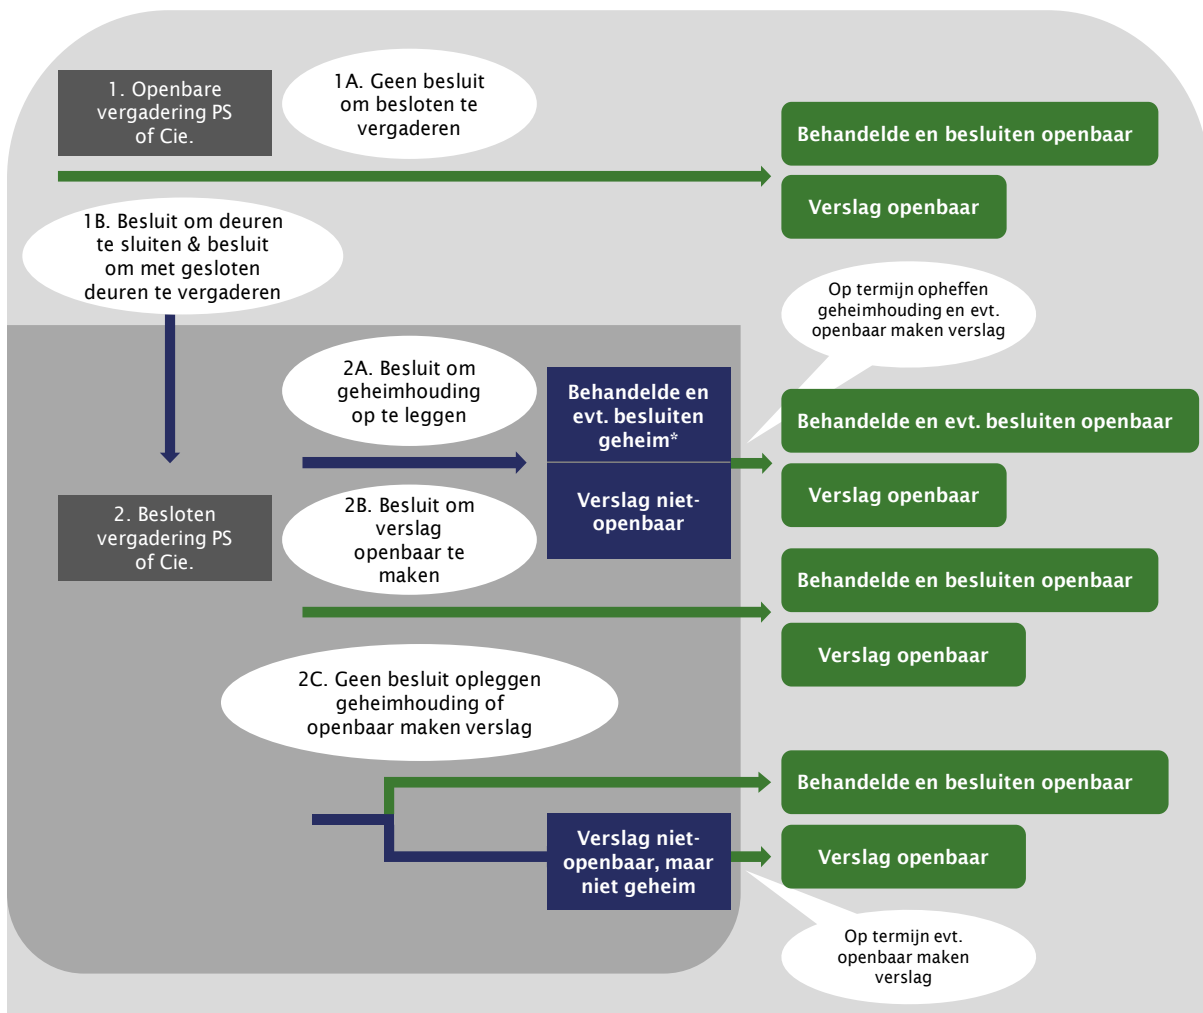 1. Openbare
vergadering PS
of Cie.
1A. Geen besluit
om besloten te
vergaderen
Behandelde en besluiten openbaar
Verslag openbaar
1B. Besluit om deuren
te sluiten & besluit
om met gesloten
deuren te vergaderen
Op termijn opheffen
geheimhouding en evt.
openbaar maken verslag
2A. Besluit om
geheimhouding
op te leggen
Behandelde en
evt. besluiten
geheim*
Verslag niet-
openbaar
Behandelde en evt. besluiten openbaar
Verslag openbaar
2. Besloten
vergadering PS
of Cie.
2B. Besluit om
verslag
openbaar te
maken
Behandelde en besluiten openbaar
Verslag openbaar
2C. Geen besluit opleggen
geheimhouding of
openbaar maken verslag
Behandelde en besluiten openbaar
Verslag niet-
openbaar, maar
niet geheim
Verslag openbaar
Op termijn evt.
openbaar maken
verslag